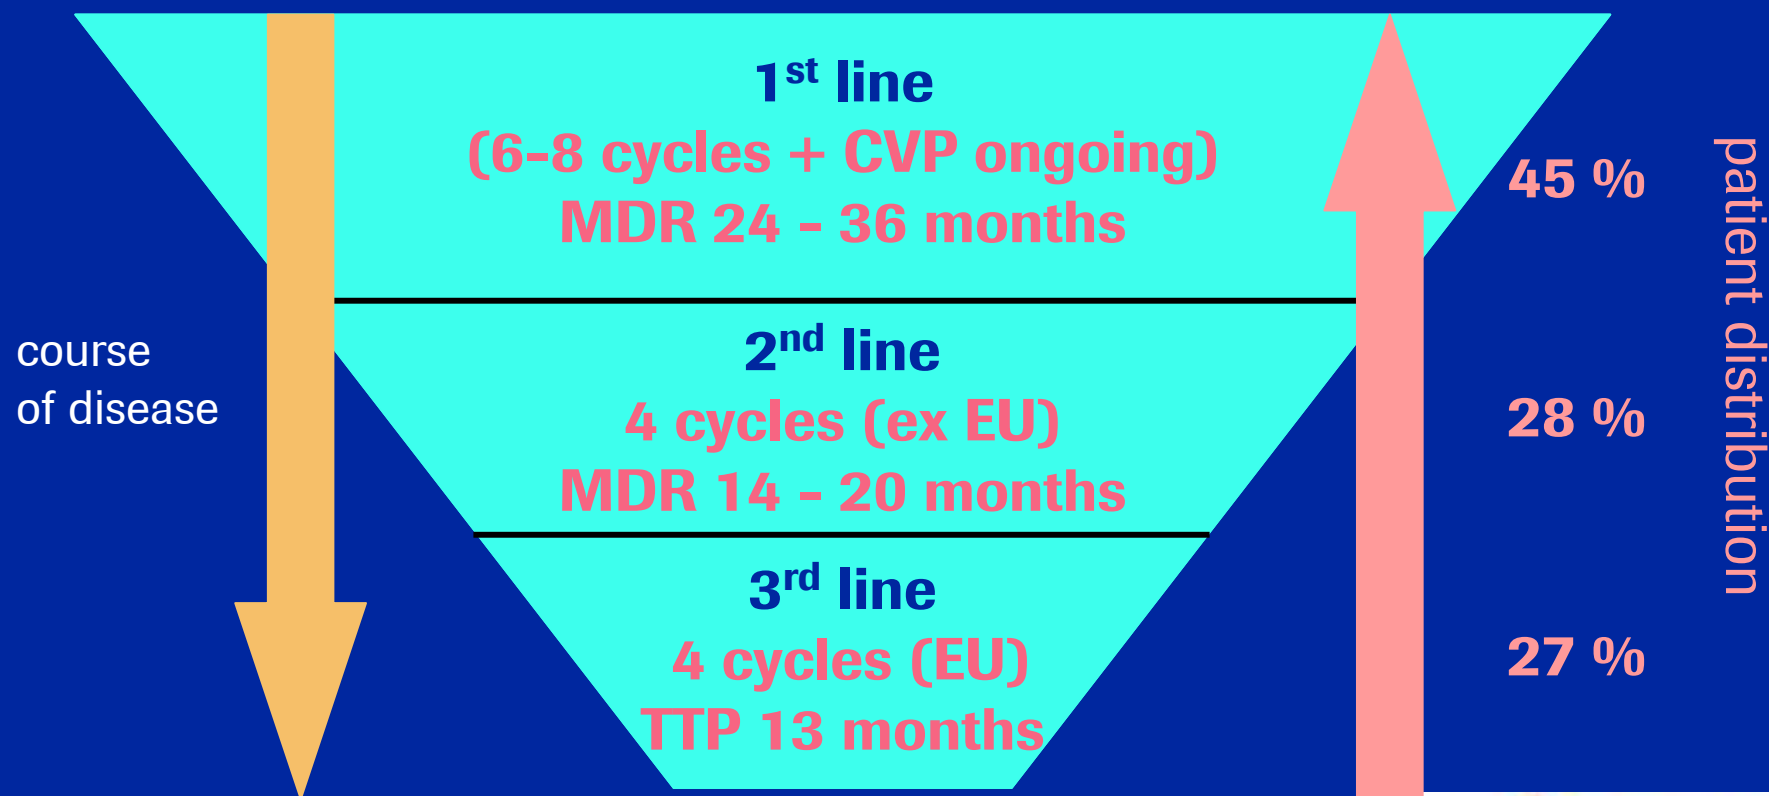 1st line
(6-8 cycles + CVP ongoing)
MDR 24 - 36 months
45 %
2nd line
4 cycles (ex EU)
MDR 14 - 20 months
28 %
3rd line
4 cycles (EU)
TTP 13 months
27 %
course
of disease
patient distribution